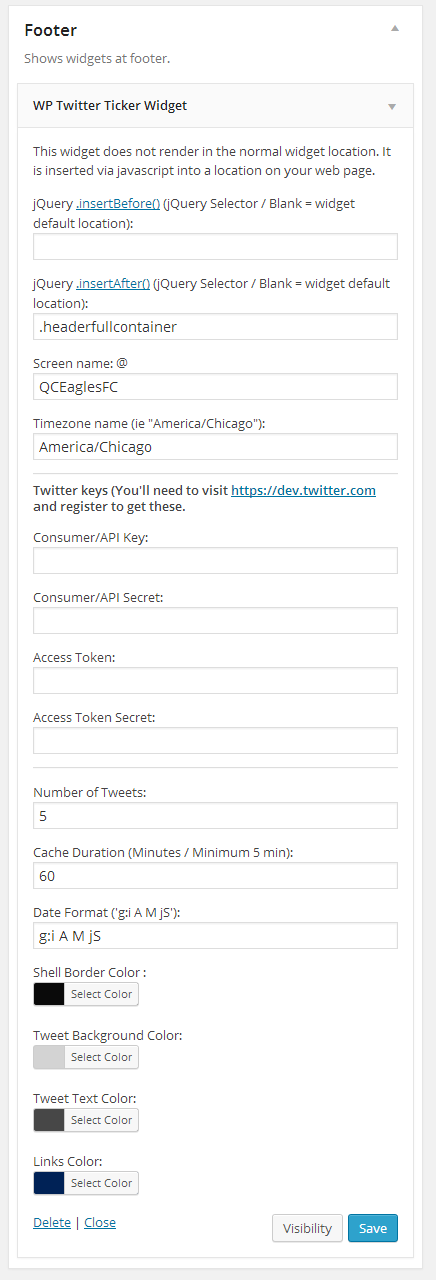 Footer
Shows widgets at footer.
WP Twitter Ticker Widget
This widget does not render in the normal widget location. It
is inserted via javascript into a location on your web page.
jQuery .insertBefore() (jQuery Selector / Blank = widget
default location):
jQuery .insertAfter() (jQuery Selector / Blank = widget default
location):
.headerfullcontainer
Screen name: @
QCEaglesFC
Timezone name (ie "America/Chicago"):
America/Chicago
Twitter keys (You'll need to visit https://dev.twitter.com
and register to get these.
Consumer/API Key:
Consumer/API Secret:
Access Token:
Access Token Secret:
Number of Tweets:
5
Cache Duration (Minutes / Minimum 5 min):
60
Date Format ('g:i A M jS'):
g:i A M jS
Shell Border Color :
Select Color
Tweet Background Color:
Select Color
Tweet Text Color:
Select Color
Links Color:
Select Color
Delete | Close Visibility Save